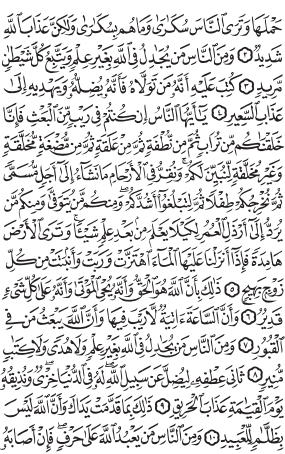 حَمْلَهَا وَتَرَى ٱلنَّاسَ سُكَٰرَىٰ وَمَا هُم بِسُكَٰرَىٰ وَلَٰكِنَّ عَذَابَ ٱللَّهِ
شَدِيدٌ ۝٢ وَمِنَ ٱلنَّاسِ مَن يُجَٰدِلُ فِى ٱللَّهِ بِغَيْرِ عِلْمٍ وَيَتَّبِعُ كُلَّ شَيْطَٰنٍ
مَّرِيدٍ ۝٣ كُتِبَ عَلَيْهِ أَنَّهُۥ مَن تَوَلَّاهُ فَأَنَّهُۥ يُضِلُّهُۥ وَيَهْدِيهِ إِلَىٰ
عَذَابِ ٱلسَّعِيرِ ۝٤ يَٰٓأَيُّهَا ٱلنَّاسُ إِن كُنتُمْ فِى رَيْبٍ مِّنَ ٱلْبَعْثِ فَإِنَّا
خَلَقْنَٰكُم مِّن تُرَابٍ ثُمَّ مِن نُّطْفَةٍ ثُمَّ مِنْ عَلَقَةٍ ثُمَّ مِن مُّضْغَةٍ مُّخَلَّقَةٍ
وَغَيْرِ مُخَلَّقَةٍ لِّنُبَيِّنَ لَكُمْ ۚ وَنُقِرُّ فِى ٱلْأَرْحَامِ مَا نَشَآءُ إِلَىٰٓ أَجَلٍ مُّسَمًّى
ثُمَّ نُخْرِجُكُمْ طِفْلًا ثُمَّ لِتَبْلُغُوٓا۟ أَشُدَّكُمْ ۖ وَمِنكُم مَّن يُتَوَفَّىٰ وَمِنكُم مَّن
يُرَدُّ إِلَىٰٓ أَرْذَلِ ٱلْعُمُرِ لِكَيْلَا يَعْلَمَ مِنۢ بَعْدِ عِلْمٍ شَيْـًٔا ۚ وَتَرَى ٱلْأَرْضَ
هَامِدَةً فَإِذَآ أَنزَلْنَا عَلَيْهَا ٱلْمَآءَ ٱهْتَزَّتْ وَرَبَتْ وَأَنۢبَتَتْ مِن كُلِّ
زَوْجٍۭ بَهِيجٍ ۝٥ ذَٰلِكَ بِأَنَّ ٱللَّهَ هُوَ ٱلْحَقُّ وَأَنَّهُۥ يُحْىِ ٱلْمَوْتَىٰ وَأَنَّهُۥ عَلَىٰ كُلِّ شَىْءٍ
قَدِيرٌ ۝٦ وَأَنَّ ٱلسَّاعَةَ ءَاتِيَةٌ لَّا رَيْبَ فِيهَا وَأَنَّ ٱللَّهَ يَبْعَثُ مَن فِى
ٱلْقُبُورِ ۝٧ وَمِنَ ٱلنَّاسِ مَن يُجَٰدِلُ فِى ٱللَّهِ بِغَيْرِ عِلْمٍ وَلَا هُدًى وَلَا كِتَٰبٍ
مُّنِيرٍ ۝٨ ثَانِىَ عِطْفِهِۦ لِيُضِلَّ عَن سَبِيلِ ٱللَّهِ ۖ لَهُۥ فِى ٱلدُّنْيَا خِزْىٌ ۖ وَنُذِيقُهُۥ
يَوْمَ ٱلْقِيَٰمَةِ عَذَابَ ٱلْحَرِيقِ ۝٩ ذَٰلِكَ بِمَا قَدَّمَتْ يَدَاكَ وَأَنَّ ٱللَّهَ لَيْسَ
بِظَلَّٰمٍ لِّلْعَبِيدِ ۝١٠ وَمِنَ ٱلنَّاسِ مَن يَعْبُدُ ٱللَّهَ عَلَىٰ حَرْفٍ ۖ فَإِنْ أَصَابَهُۥ